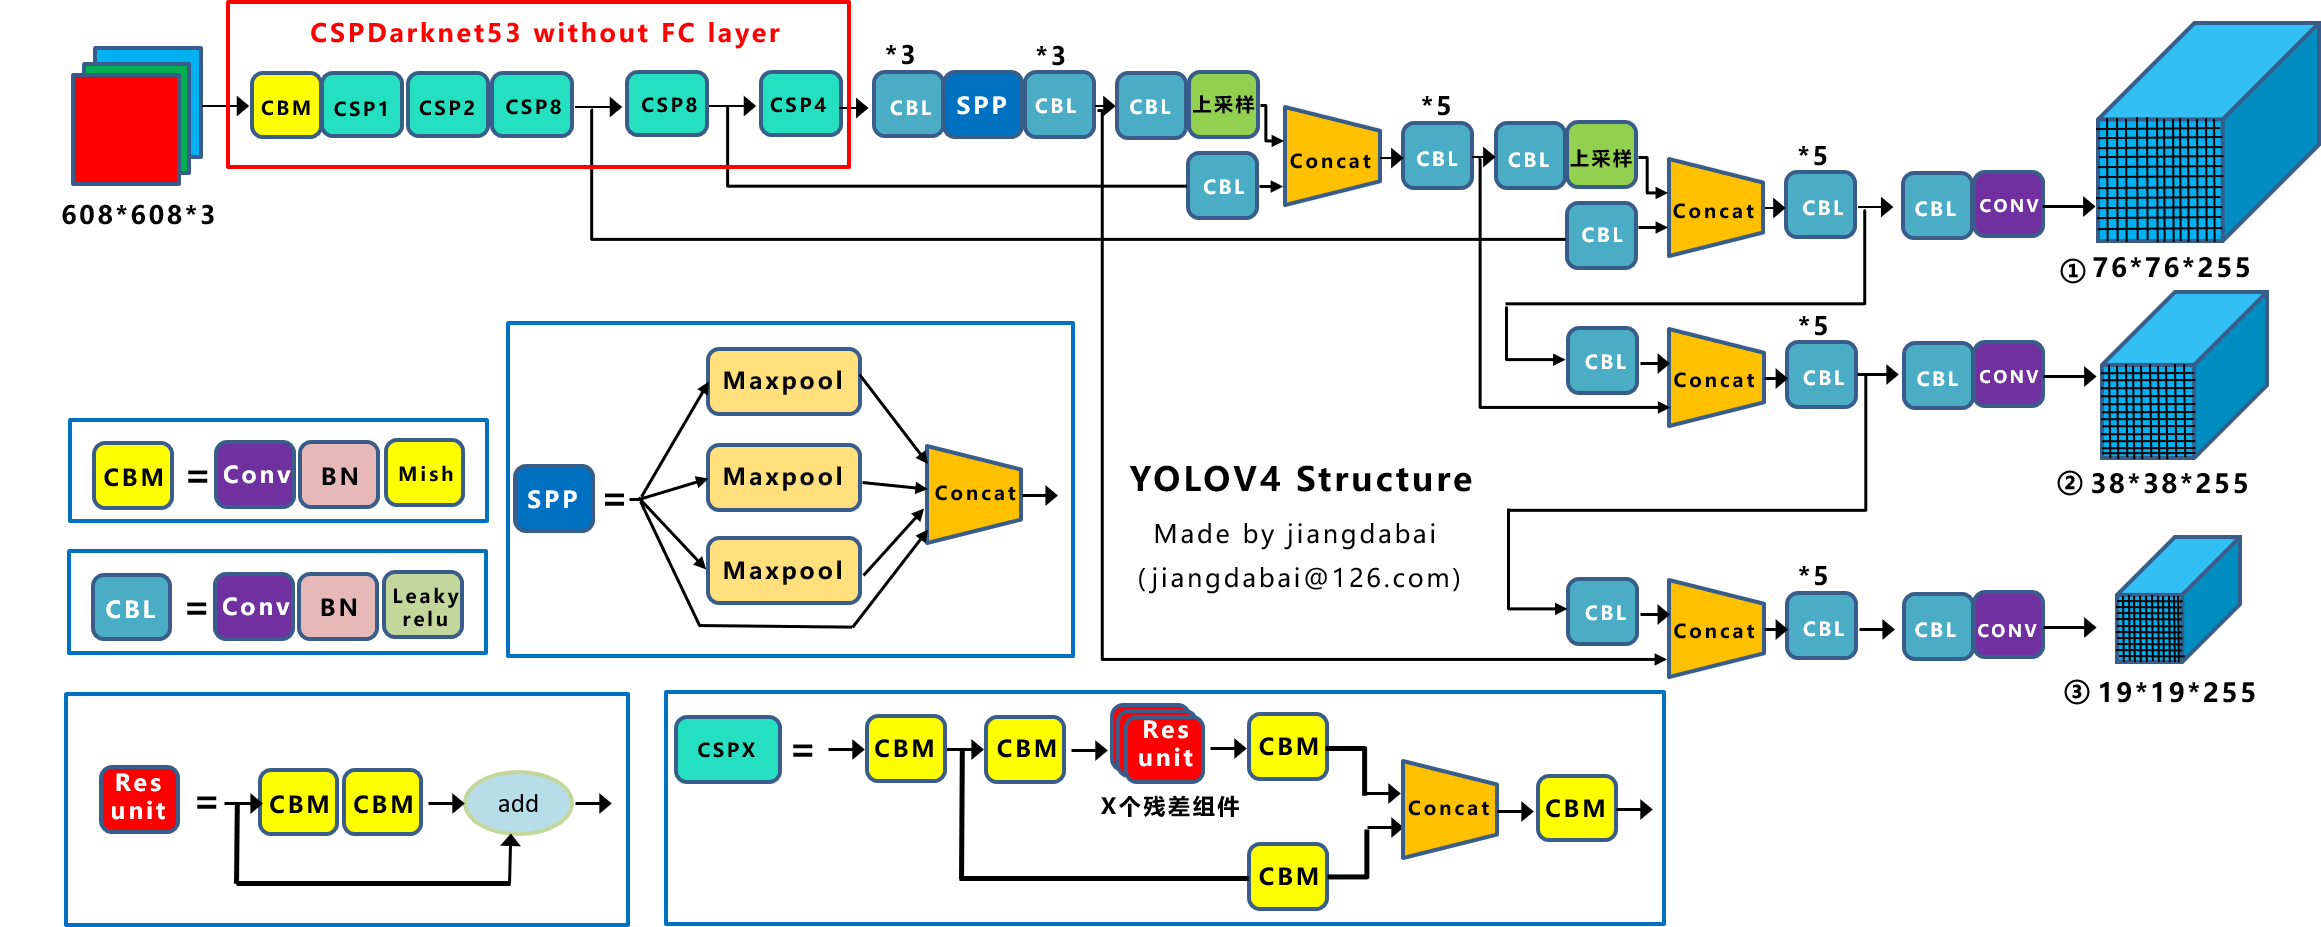 CSPDarknet53 without FC layer
*3
*3
CBM
CSP1
CSP2
CSP8
CSP8
CSP4
CBL
SPP
CBL
CBL
上采样
608*608*3
CBL
Concat
*5
CBL
CBL
上采样
CBL
Concat
*5
CBL
CBL
CONV
① 76*76*255
CBL
Concat
*5
CBL
CBL
CONV
② 38*38*255
CBL
Concat
*5
CBL
CBL
CONV
③ 19*19*255
YOLOV4 Structure
Made by jiangdabai
(jiangdabai@126.com)
CBM = Conv BN Mish
CBL = Conv BN Leaky
relu
SPP =
Maxpool
Maxpool
Maxpool
Concat
Res
unit
=
CBM
CBM
add
CSPX
=
CBM
CBM
Res
unit
X个残差组件
CBM
CBM
Concat
CBM